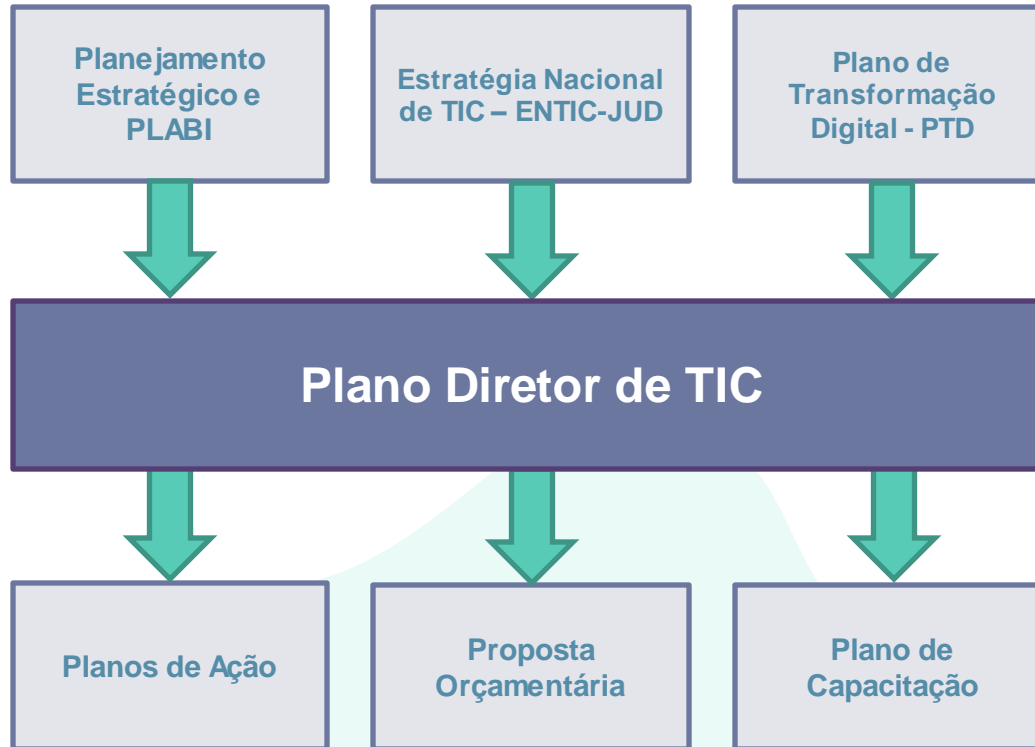 Planejamento
Estratégico e
PLABI
Estratégia Nacional
de TIC – ENTIC-JUD
Plano de
Transformação
Digital - PTD
Plano Diretor de TIC
Planos de Ação
Proposta
Orçamentária
Plano de
Capacitação